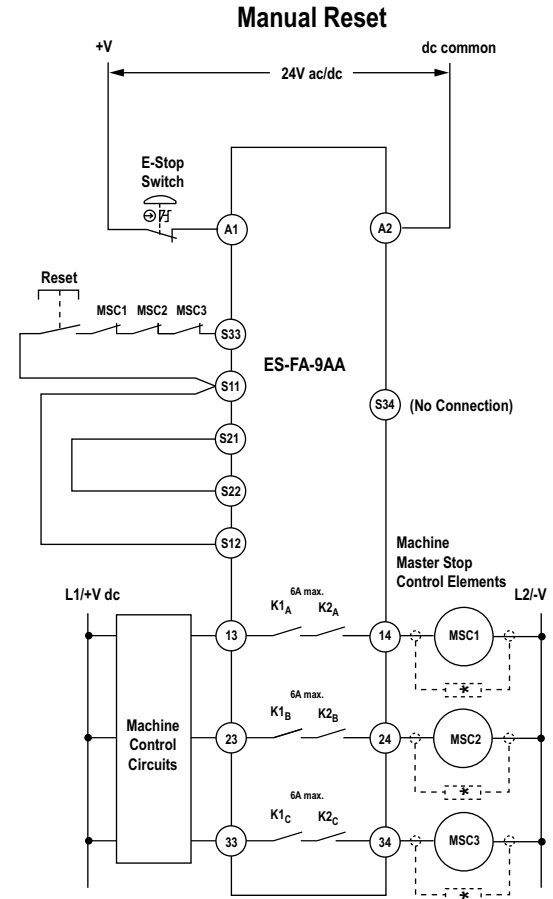 Manual Reset
+V
dc common
24V ac/dc
E-Stop
Switch
A1
A2
Reset
MSC1 MSC2 MSC3
S33
ES-FA-9AA
S11
S34 (No Connection)
S21
S22
S12
Machine
Master Stop
Control Elements
L1/+V dc
L2/-V
6A max.
K1A K2A
13
14
MSC1
*
6A max.
K1B K2B
Machine
Control
Circuits
23
24
MSC2
*
6A max.
K1C K2C
33
34
MSC3
*